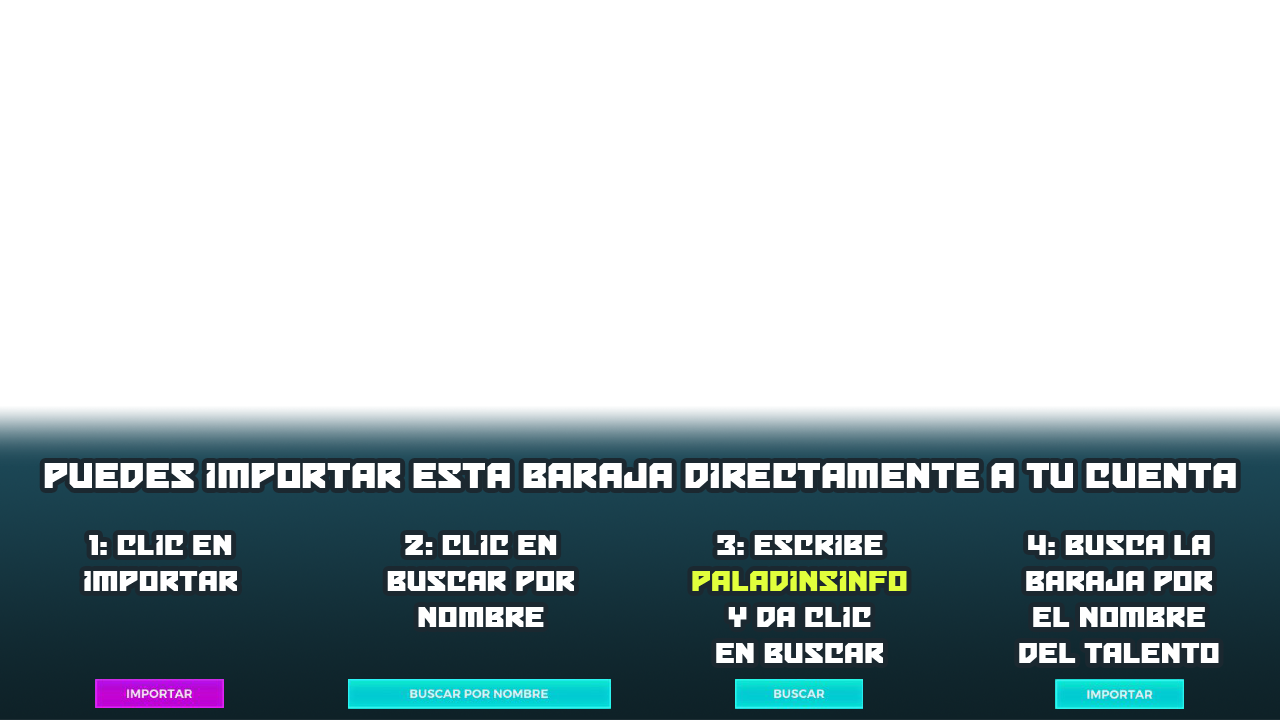 PUEDES IMPORTAR ESTA BARAJA DIRECTAMENTE A TU CUENTA
1: CLIC EN
IMPORTAR
IMPORTAR
2: CLIC EN
BUSCAR POR
NOMBRE
BUSCAR POR NOMBRE
3: ESCRIBE
PALADINSINFO
Y DA CLIC
EN BUSCAR
BUSCAR
4: BUSCA LA
BARAJA POR
EL NOMBRE
DEL TALENTO
IMPORTAR